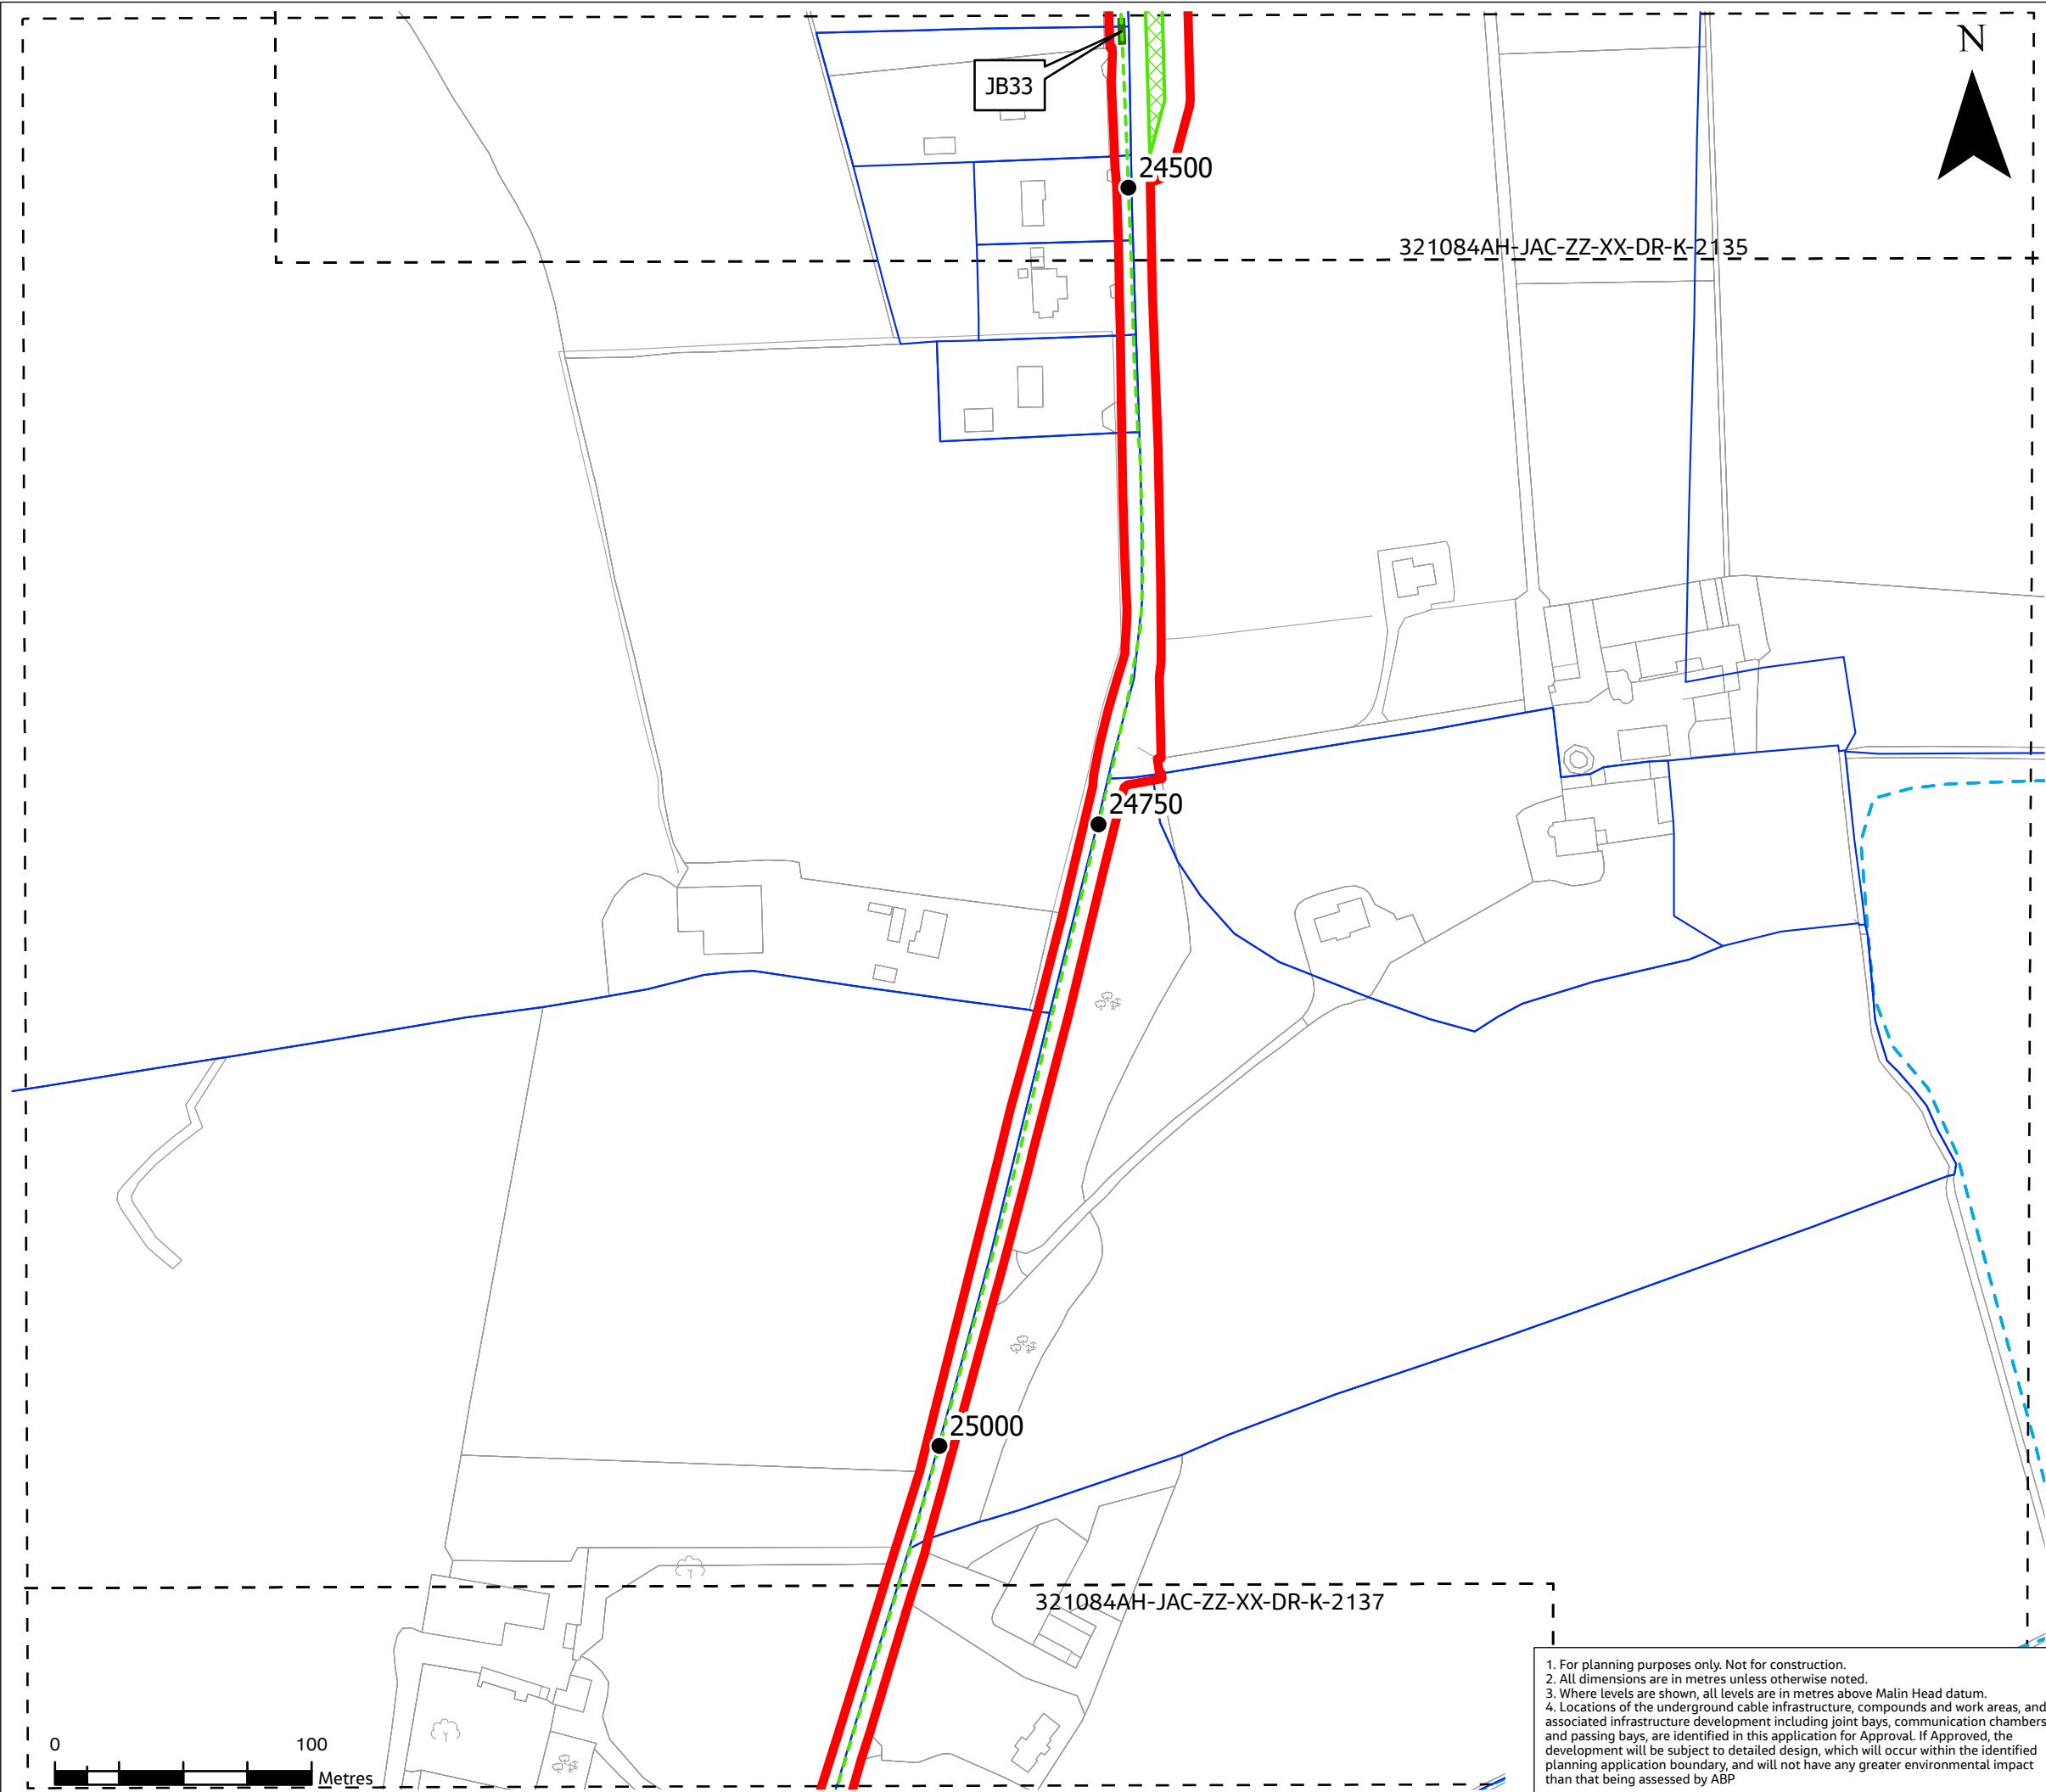 N
JB33
24500
321084AH-JAC-ZZ-XX-DR-K-2135
24750
25000
321084AH-JAC-ZZ-XX-DR-K-2137
1. For planning purposes only. Not for construction.
2. All dimensions are in metres unless otherwise noted.
3. Where levels are shown, all levels are in metres above Malin Head datum.
4. Locations of the underground cable infrastructure, compounds and work areas, and
associated infrastructure development including joint bays, communication chambers
and passing bays, are identified in this application for Approval. If Approved, the
development will be subject to detailed design, which will occur within the identified
planning application boundary, and will not have any greater environmental impact
than that being assessed by ABP
0 100
Metres